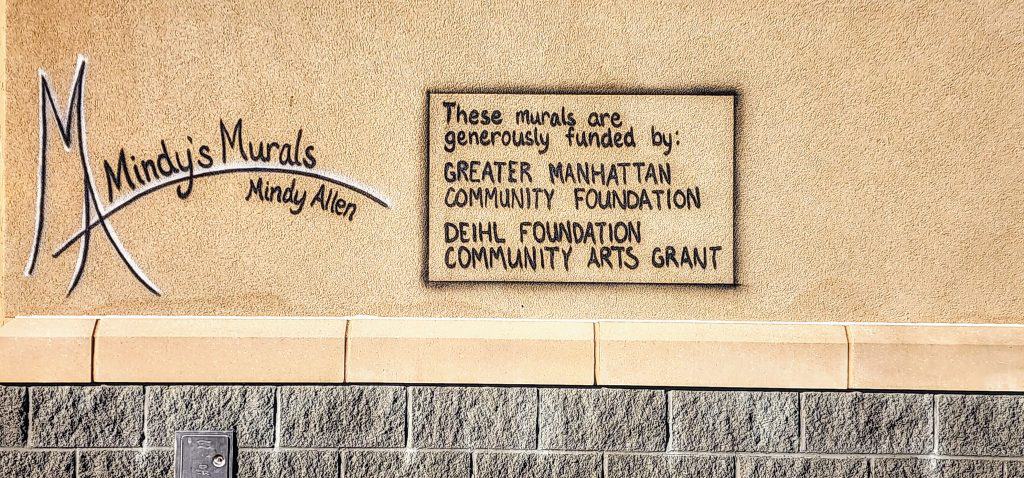 MA
Mindy's Murals
Mindy Allen
These murals are
generously funded by:
GREATER MANHATTAN
COMMUNITY FOUNDATION
DEIHL FOUNDATION
COMMUNITY ARTS GRANT